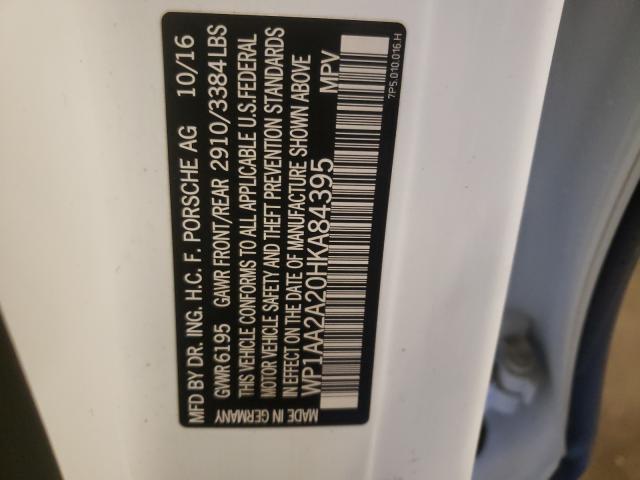 MFD BY DR. ING. H.C. F. PORSCHE AG 10/16
GVWR 6195 GAWR FRONT/REAR 2910/3384 LBS
THIS VEHICLE CONFORMS TO ALL APPLICABLE U.S. FEDERAL
MOTOR VEHICLE SAFETY AND THEFT PREVENTION STANDARDS
IN EFFECT ON THE DATE OF MANUFACTURE SHOWN ABOVE
WP1AA2A20HKA84395 MPV
MADE IN GERMANY
7P5.010.016.H